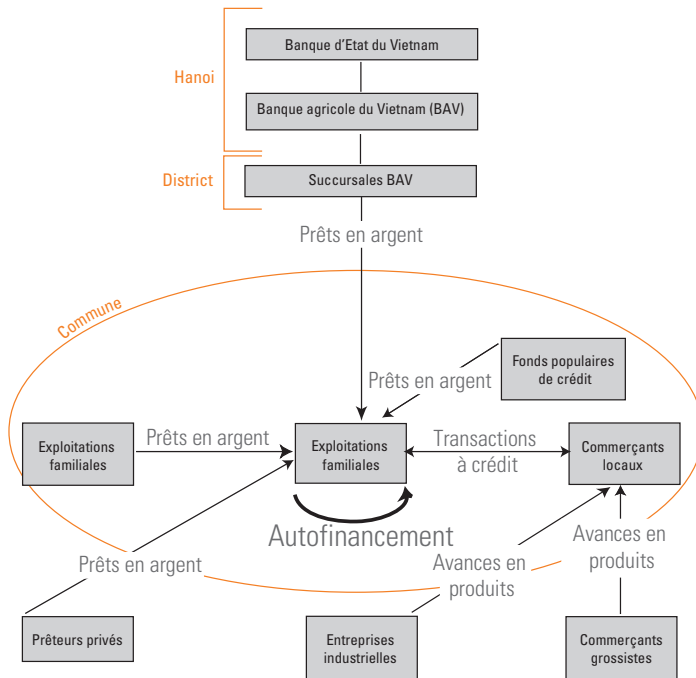 Banque d'Etat du Vietnam
Hanoi
Banque agricole du Vietnam (BAV)
District
Succursales BAV
Prêts en argent
Commune
Fonds populaires
de crédit
Prêts en argent
Exploitations
familiales
Prêts en argent
Exploitations
familiales
Transactions
à crédit
Commerçants
locaux
Autofinancement
Prêts en argent
Avances en
produits
Avances en
produits
Prêteurs privés
Entreprises
industrielles
Commerçants
grossistes